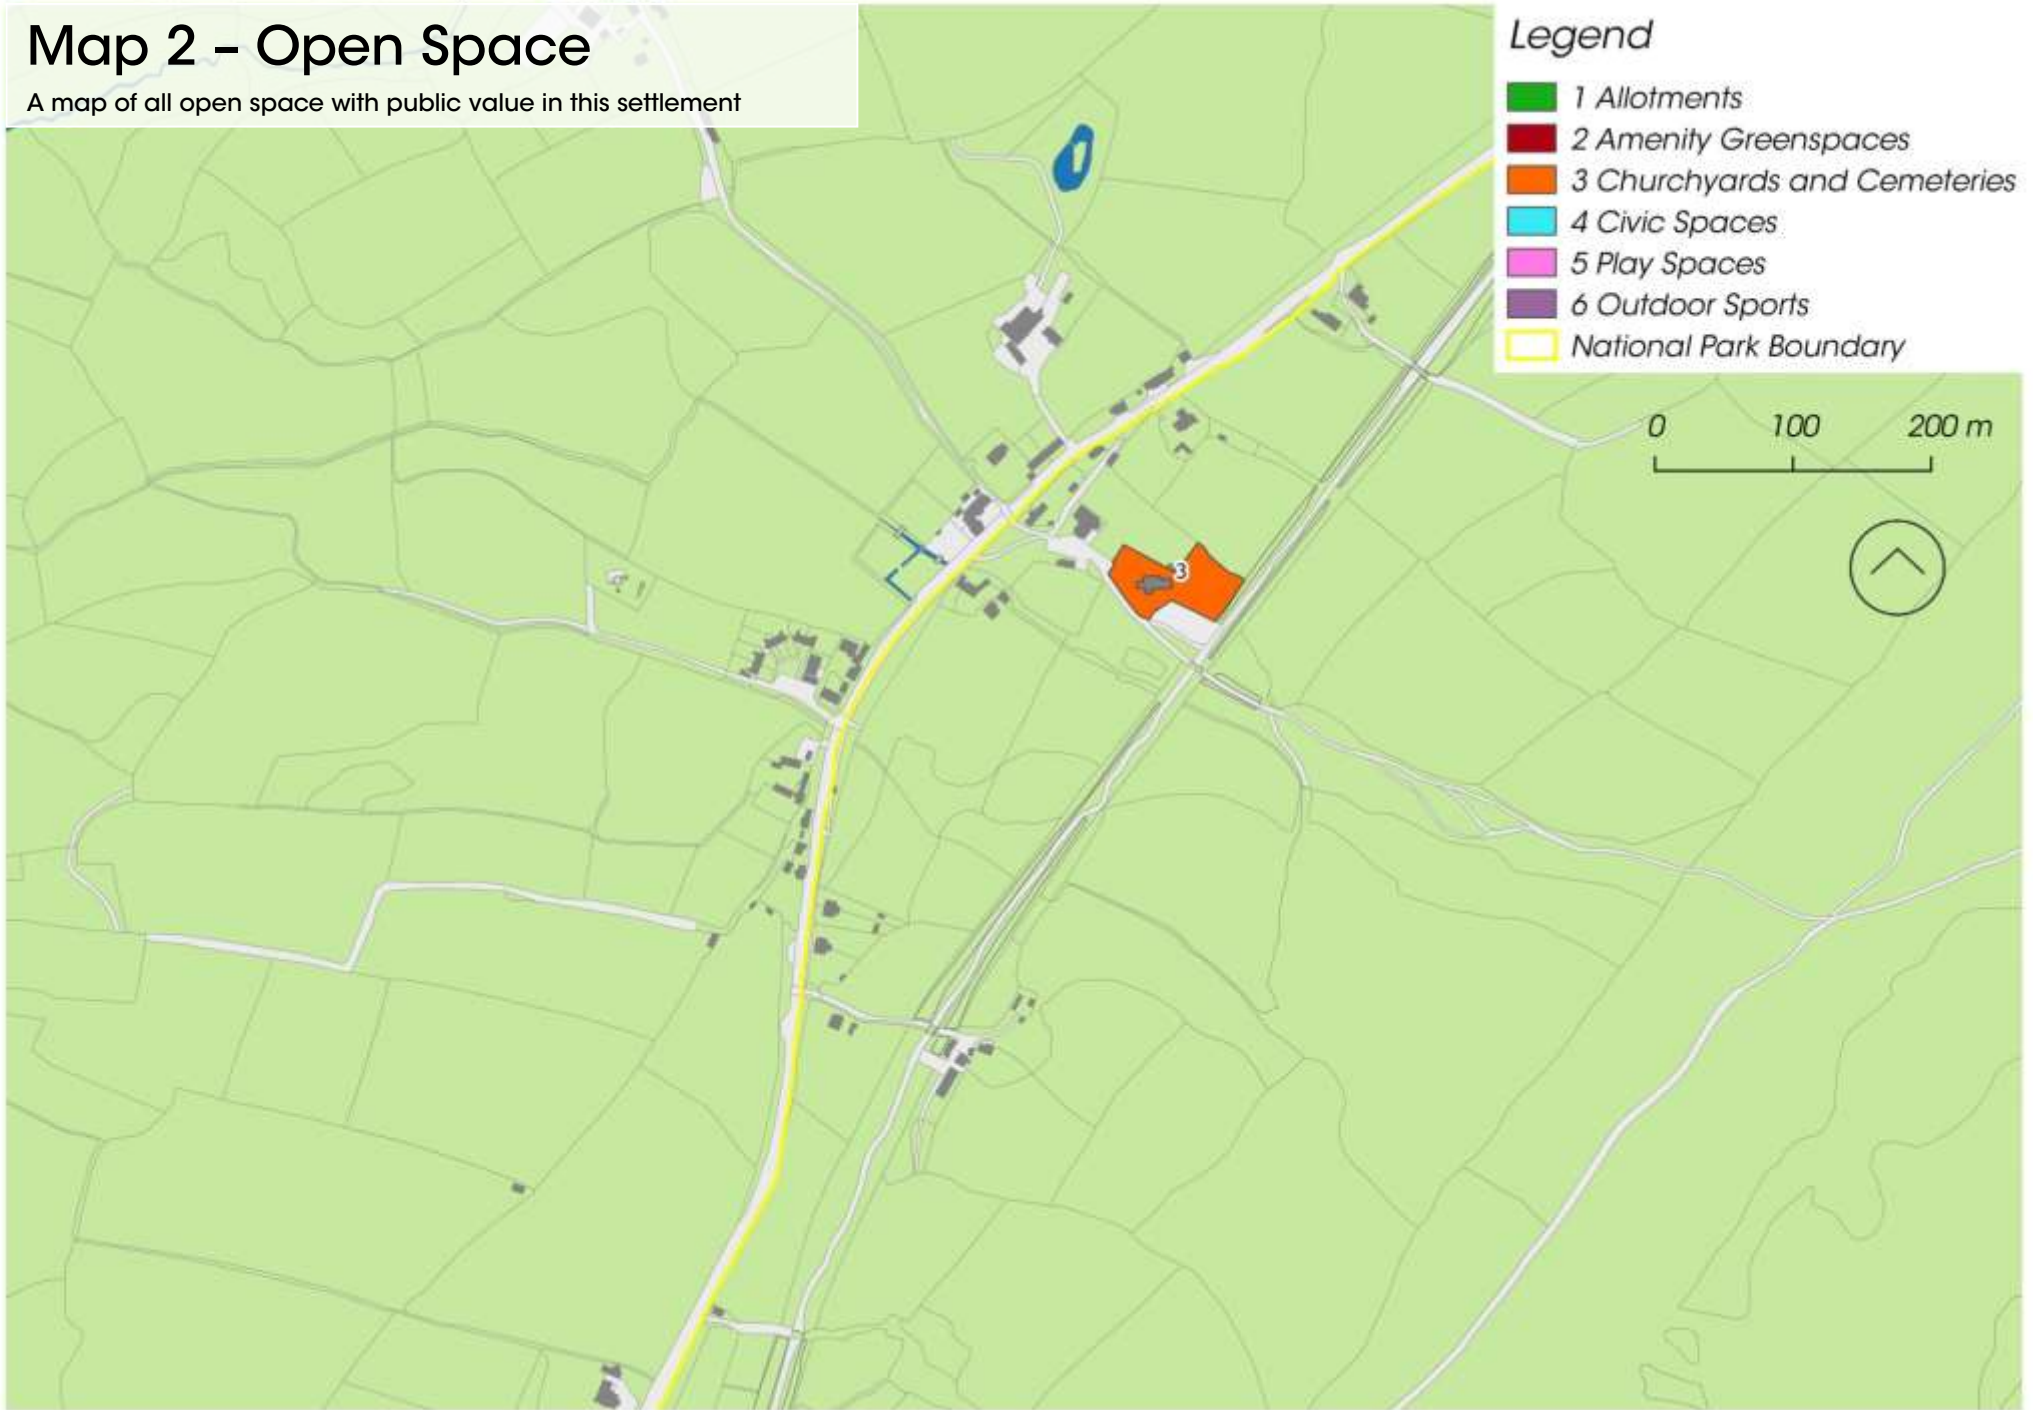 Map 2 – Open Space
A map of all open space with public value in this settlement
Legend
1 Allotments
2 Amenity Greenspaces
3 Churchyards and Cemeteries
4 Civic Spaces
5 Play Spaces
6 Outdoor Sports
National Park Boundary
0 100 200 m
3